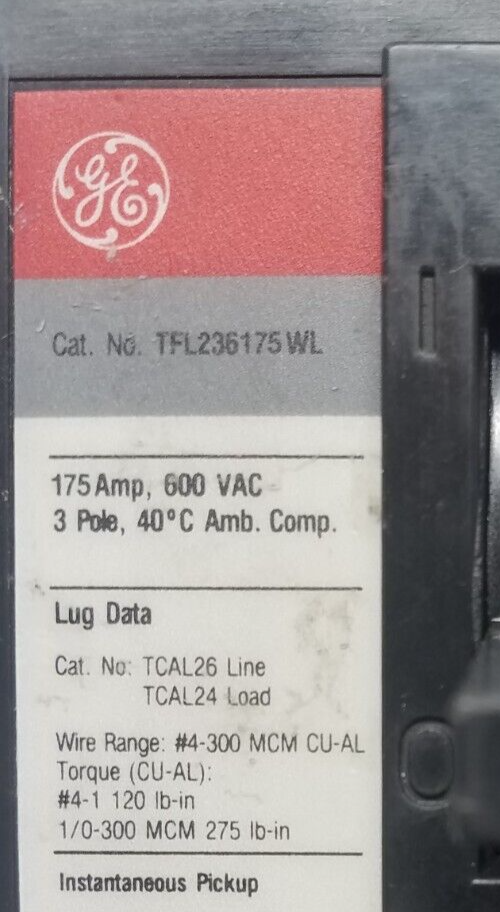 GE
Cat. No. TFL236175WL
175 Amp, 600 VAC
3 Pole, 40°C Amb. Comp.
Lug Data
Cat. No: TCAL26 Line
TCAL24 Load
Wire Range: #4-300 MCM CU-AL
Torque (CU-AL):
#4-1 120 lb-in
1/0-300 MCM 275 lb-in
Instantaneous Pickup